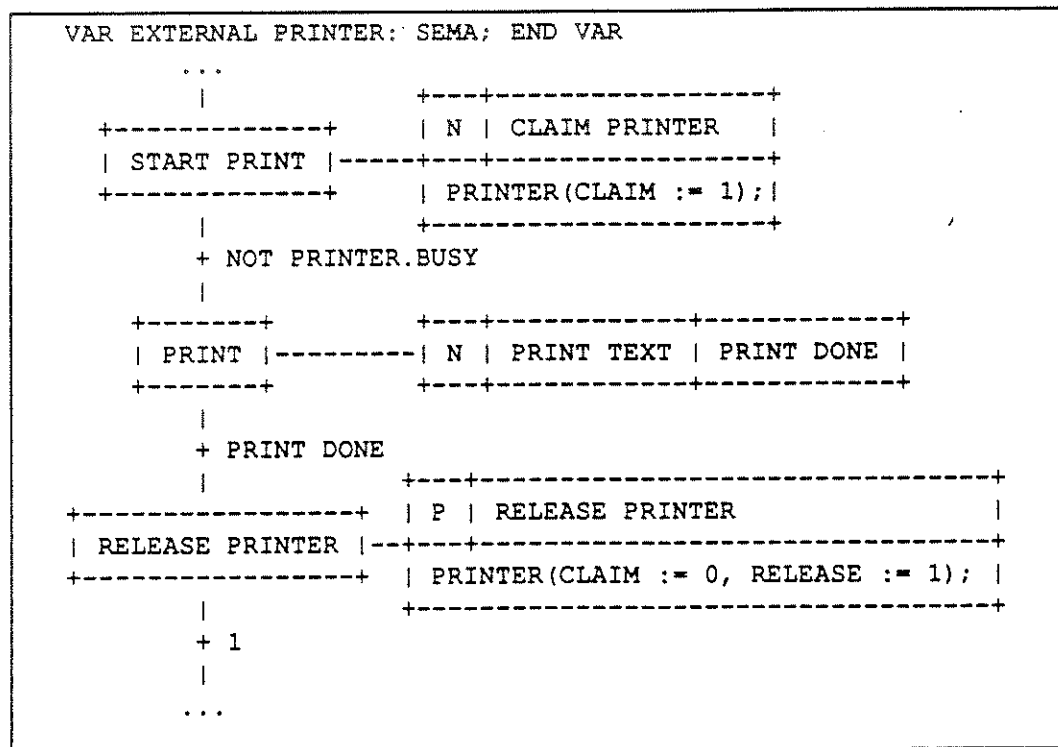 VAR EXTERNAL PRINTER: SEMA; END VAR
...
| +---+-----------------+
+-------------+ | N | CLAIM PRINTER |
| START PRINT |-----+---+-----------------+
+-------------+ | PRINTER(CLAIM := 1);|
| +---------------------+
+ NOT PRINTER.BUSY
|
+-------+ +---+------------+------------+
| PRINT |---------| N | PRINT TEXT | PRINT DONE |
+-------+ +---+------------+------------+
|
+ PRINT DONE
| +---+--------------------------------+
+-----------------+ | P | RELEASE PRINTER |
| RELEASE PRINTER |--+---+--------------------------------+
+-----------------+ | PRINTER(CLAIM := 0, RELEASE := 1); |
| +------------------------------------+
+ 1
|
...